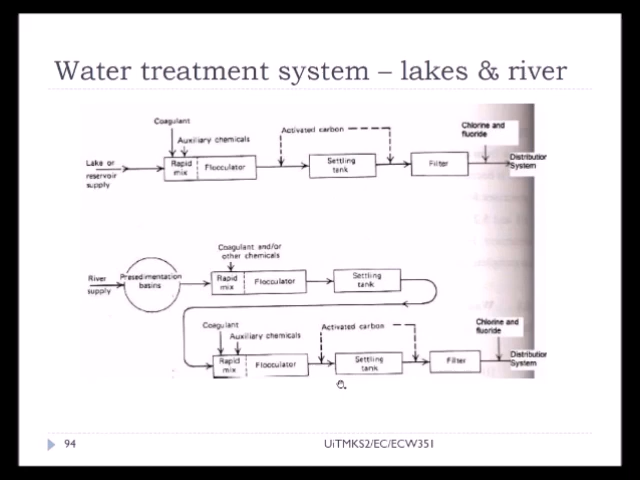 Water treatment system – lakes & river
Coagulant
Auxiliary chemicals
Activated carbon
Chlorine and
fluoride
Lake or
reservoir
supply
Rapid
mix
Flocculator
Settling
tank
Filter
Distribution
System
Coagulant and/or
other chemicals
River
supply
Presedimentation
basins
Rapid
mix
Flocculator
Settling
tank
Coagulant
Auxiliary chemicals
Activated carbon
Chlorine and
fluoride
Rapid
mix
Flocculator
Settling
tank
Filter
Distribution
System
94
UiTMKS2/EC/ECW351